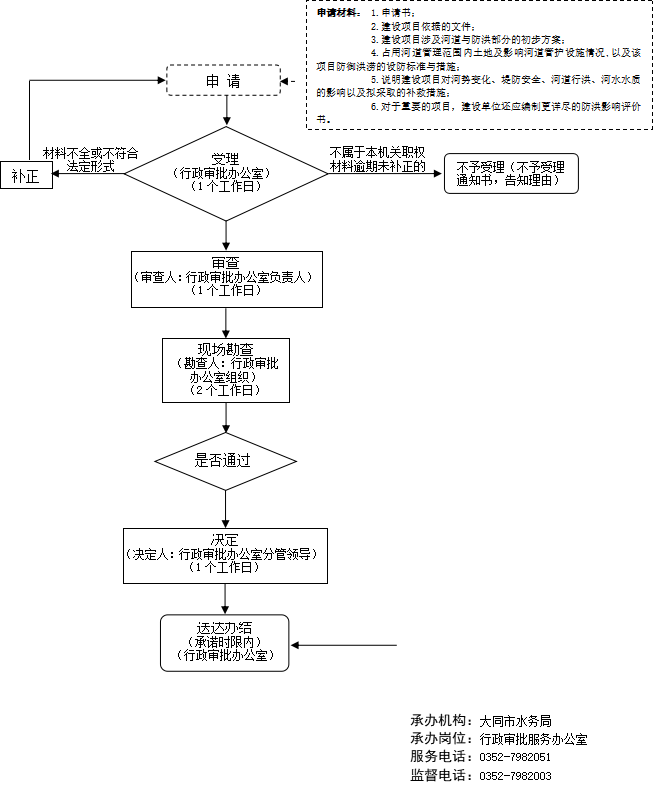 申请材料： 1.申请书；
2.建设项目依据的文件；
3.建设项目涉及河道与防洪部分的初步方案；
4.占用河道管理范围内土地及影响河道管护设施情况，以及该
项目防御洪涝的设防标准与措施；
5.说明建设项目对河势变化、堤防安全、河道行洪、河水水质
的影响以及拟采取的补救措施；
6.对于重要的项目，建设单位还应编制更详尽的防洪影响评价
书。
申 请
材料不全或不符合
法定形式
补正
受理
（行政审批办公室）
（1个工作日）
不属于本机关职权
材料逾期未补正的
不予受理（不予受理
通知书，告知理由）
审查
（审查人：行政审批办公室负责人）
（1个工作日）
现场勘查
（勘查人：行政审批
办公室组织）
（2个工作日）
是否通过
决定
（决定人：行政审批办公室分管领导）
（1个工作日）
送达办结
（承诺时限内）
（行政审批办公室）
承办机构：大同市水务局
承办岗位：行政审批服务办公室
服务电话：0352-7982051
监督电话：0352-7982003